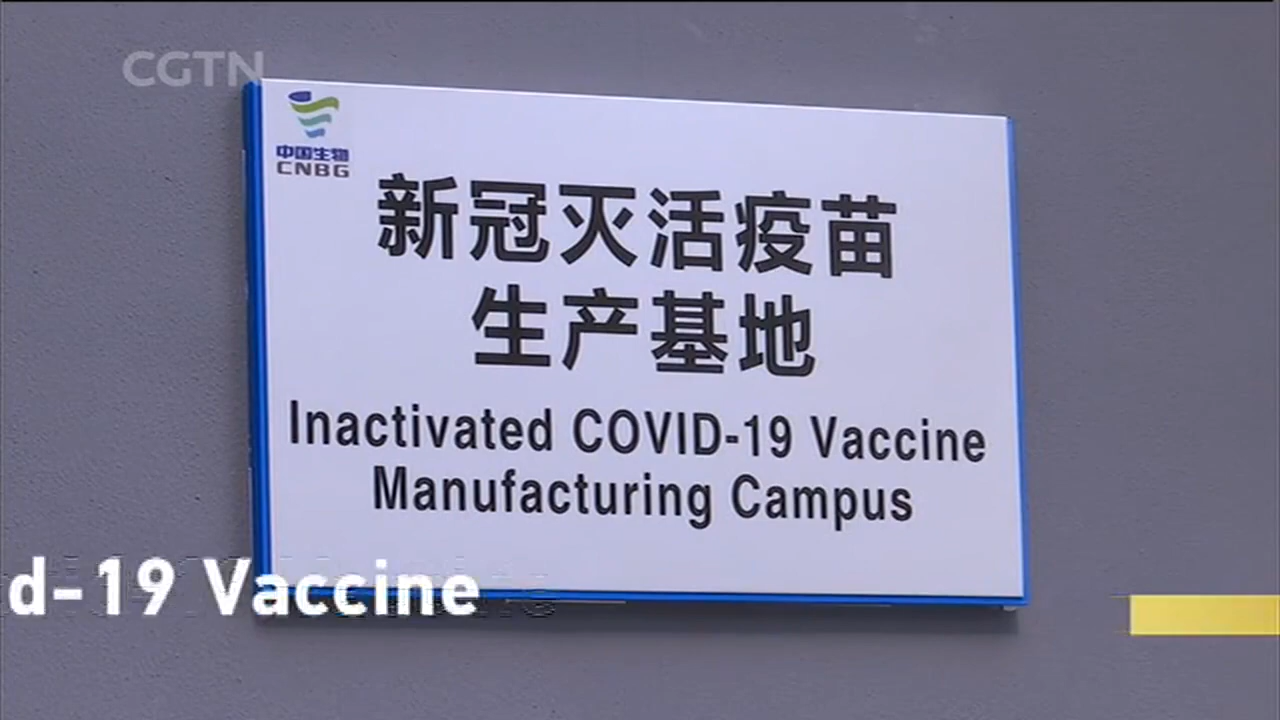 CGTN
中国生物
CNBG
新冠灭活疫苗
生产基地
Inactivated COVID-19 Vaccine
Manufacturing Campus
d-19 Vaccine